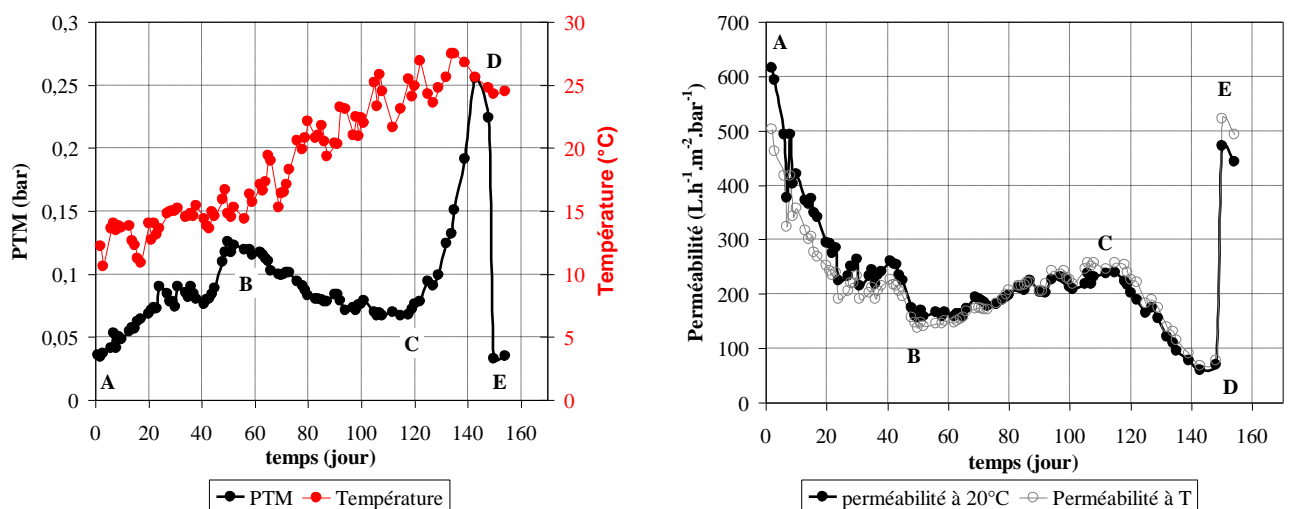 PTM (bar)
0,3
0,25
0,2
0,15
0,1
0,05
0
30
25
20
15
10
5
0
Température (°C)
A
B
C
D
E
0 20 40 60 80 100 120 140 160
temps (jour)
PTM Température
Perméabilité (L.h⁻¹.m⁻².bar⁻¹)
700
600
500
400
300
200
100
0
A
B
C
D
E
0 20 40 60 80 100 120 140 160
temps (jour)
perméabilité à 20°C Perméabilité à T